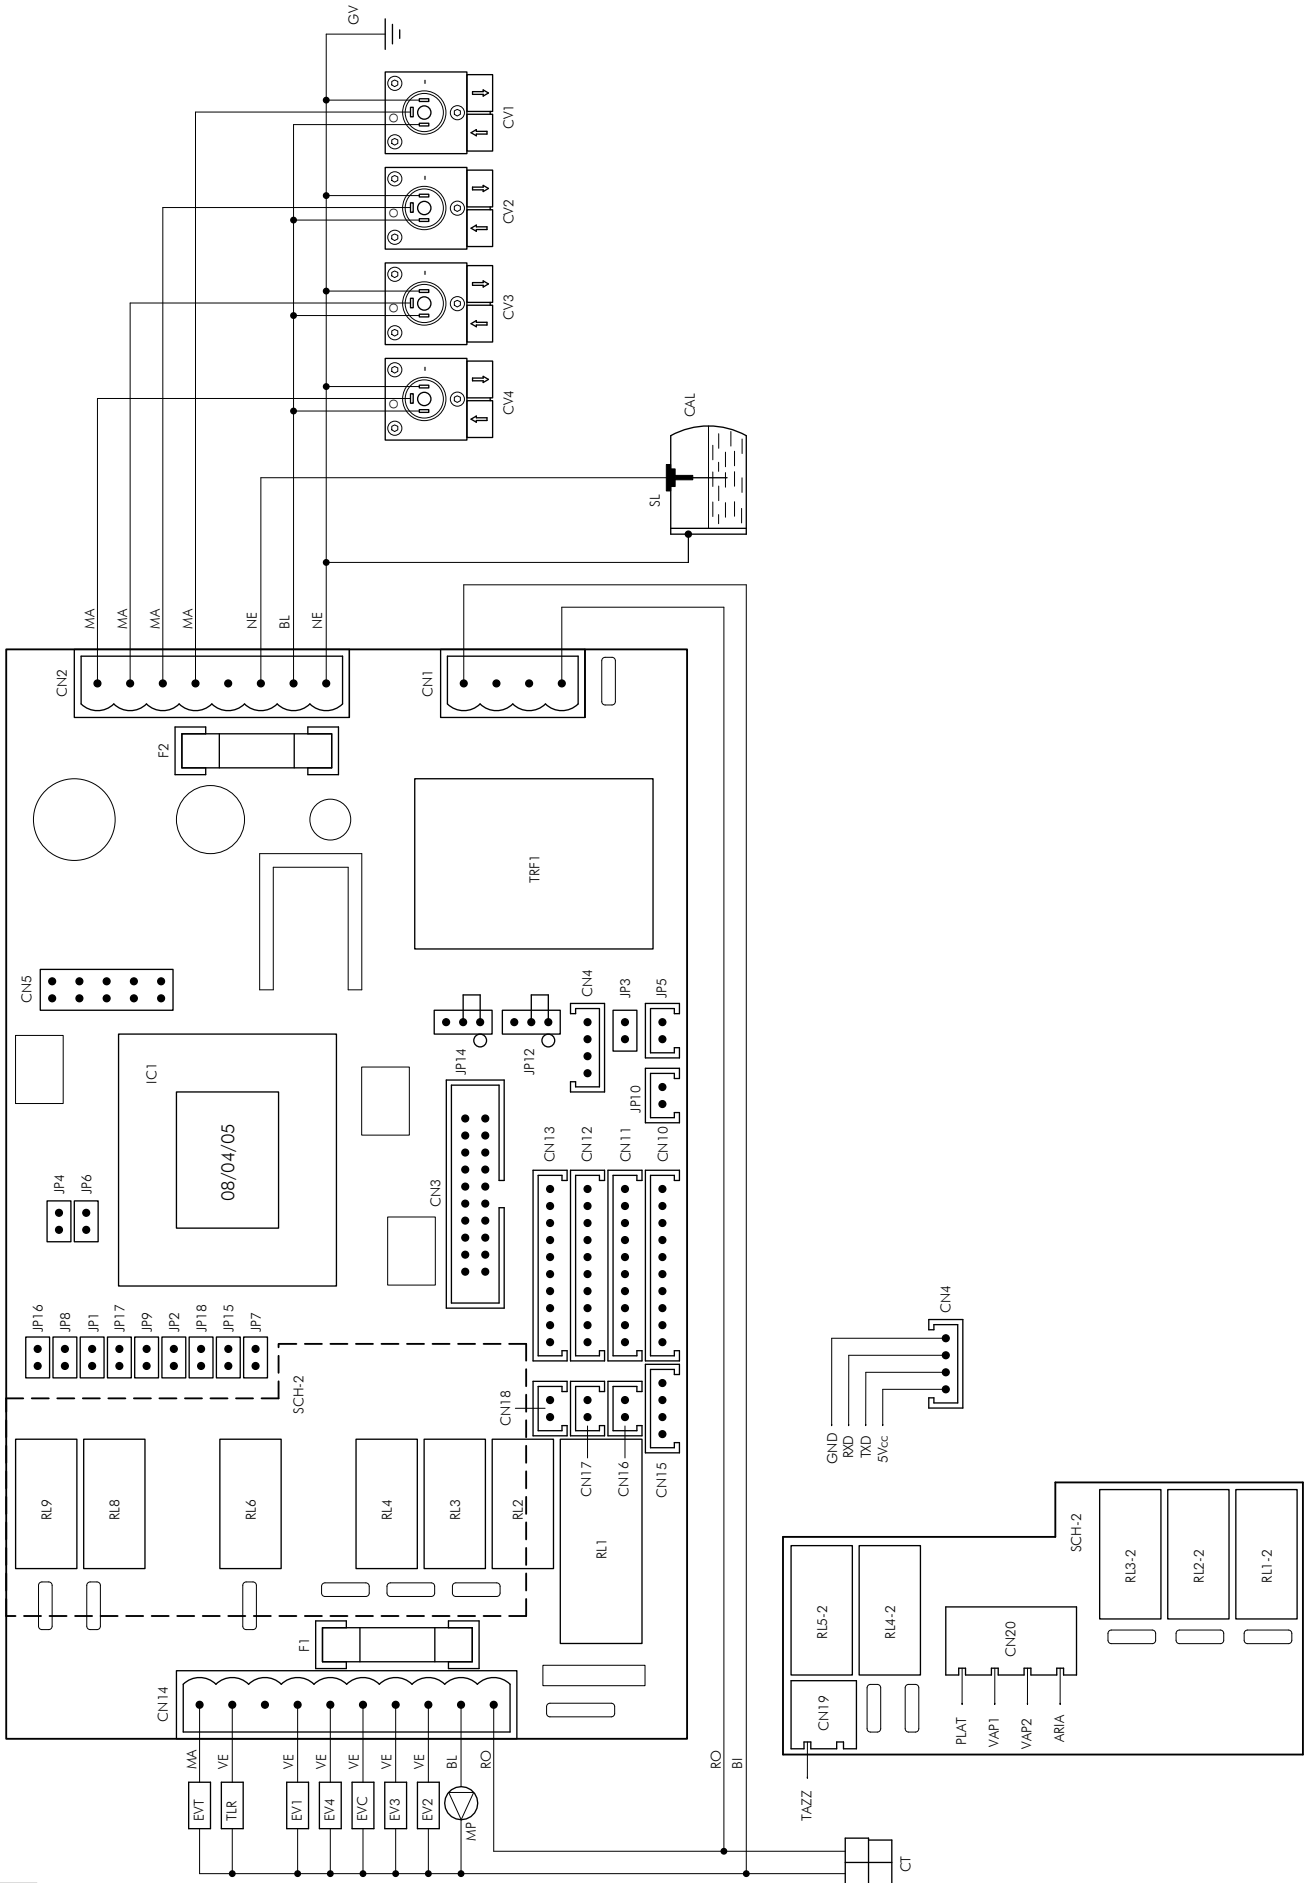 GV
CV1
CV2
CV3
CV4
CAL
SL
MA
MA
MA
MA
NE
BL
NE
CN2
CN1
F2
TRF1
CN5
CN4
JP3
JP5
JP14
JP12
JP10
IC1
08/04/05
JP4
JP6
CN3
CN13
CN12
CN11
CN10
JP16
JP8
JP1
JP17
JP9
JP2
JP18
JP15
JP7
SCH-2
CN18
CN17
CN16
CN15
RL9
RL8
RL6
RL4
RL3
RL2
RL1
F1
CN14
MA
VE
VE
VE
VE
VE
VE
BL
RO
EVT
TLR
EV1
EV4
EVC
EV3
EV2
MP
RO
BI
CT
CN4
GND
RXD
TXD
5Vcc
SCH-2
RL3-2
RL2-2
RL1-2
RL5-2
RL4-2
CN20
CN19
PLAT
VAP1
VAP2
ARIA
TAZZ